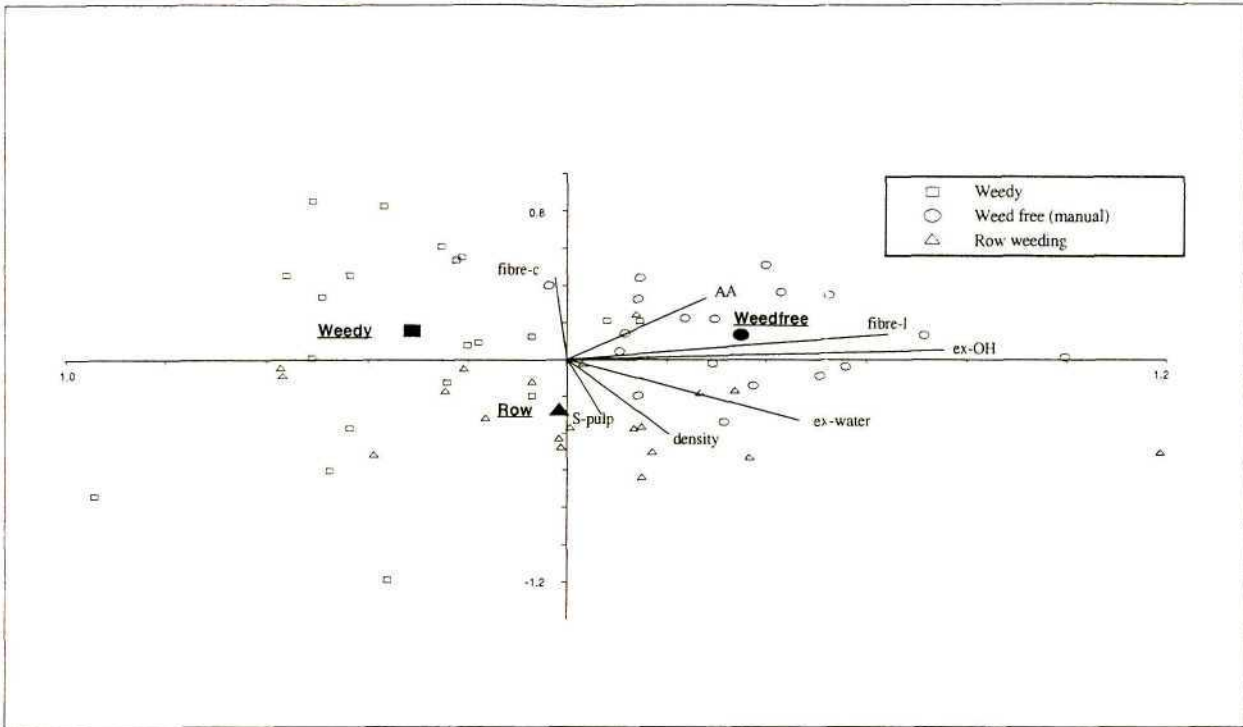 Weedy
Weed free (manual)
Row weeding
0.8
fibre-c
AA
Weedy
Weedfree
fibre-l
ex-OH
1.0
1.2
Row
S-pulp
density
ex-water
-1.2